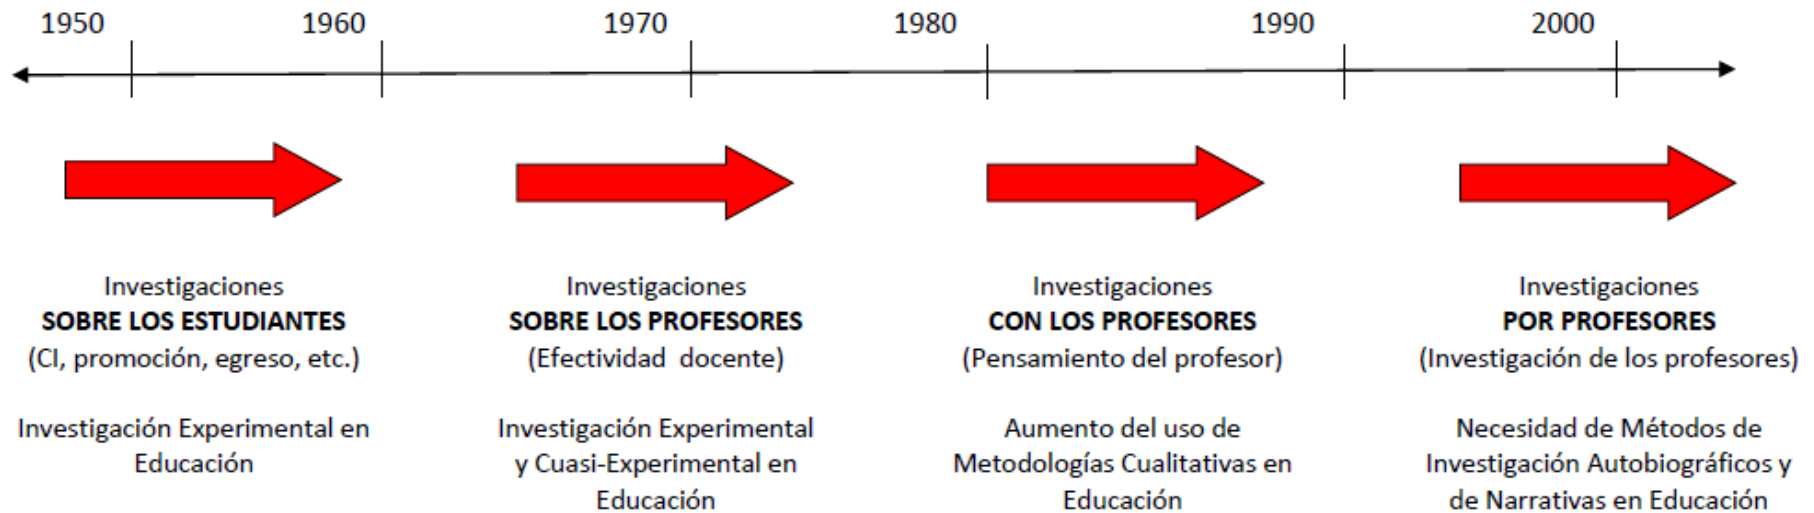 1950 1960 1970 1980 1990 2000
Investigaciones
SOBRE LOS ESTUDIANTES
(CI, promoción, egreso, etc.)
Investigación Experimental en
Educación
Investigaciones
SOBRE LOS PROFESORES
(Efectividad docente)
Investigación Experimental
y Cuasi-Experimental en
Educación
Investigaciones
CON LOS PROFESORES
(Pensamiento del profesor)
Aumento del uso de
Metodologías Cualitativas en
Educación
Investigaciones
POR PROFESORES
(Investigación de los profesores)
Necesidad de Métodos de
Investigación Autobiográficos y
de Narrativas en Educación